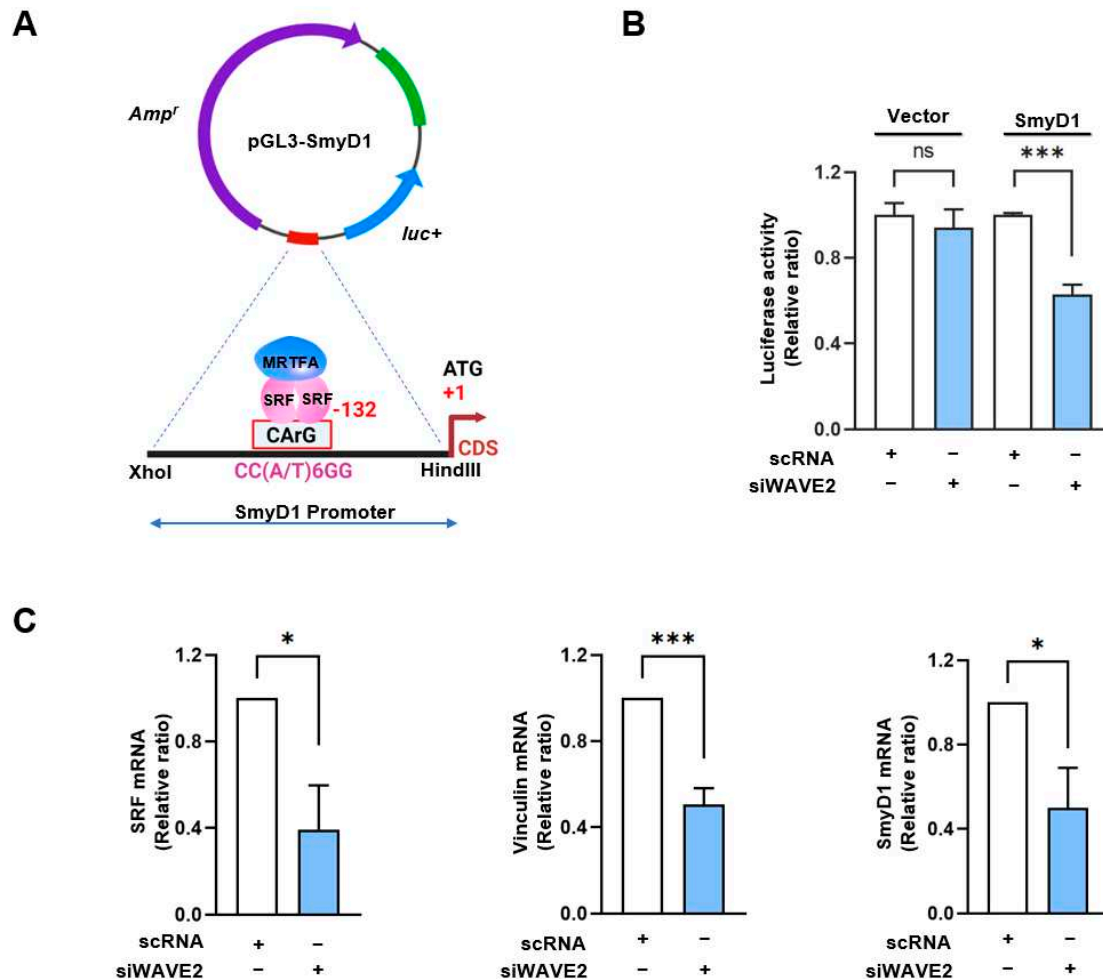 A
Ampʳ
pGL3-SmyD1
luc+
MRTFA
SRF SRF
-132
CArG
CC(A/T)6GG
ATG
+1
CDS
XhoI
HindIII
SmyD1 Promoter
B
Vector SmyD1
ns ***
Luciferase activity
(Relative ratio)
1.2
0.8
0.4
0.0
scRNA + – + –
siWAVE2 – + – +
C
*
SRF mRNA
(Relative ratio)
1.2
0.8
0.4
0.0
scRNA + –
siWAVE2 – +
***
Vinculin mRNA
(Relative ratio)
1.2
0.8
0.4
0.0
scRNA + –
siWAVE2 – +
*
SmyD1 mRNA
(Relative ratio)
1.2
0.8
0.4
0.0
scRNA + –
siWAVE2 – +